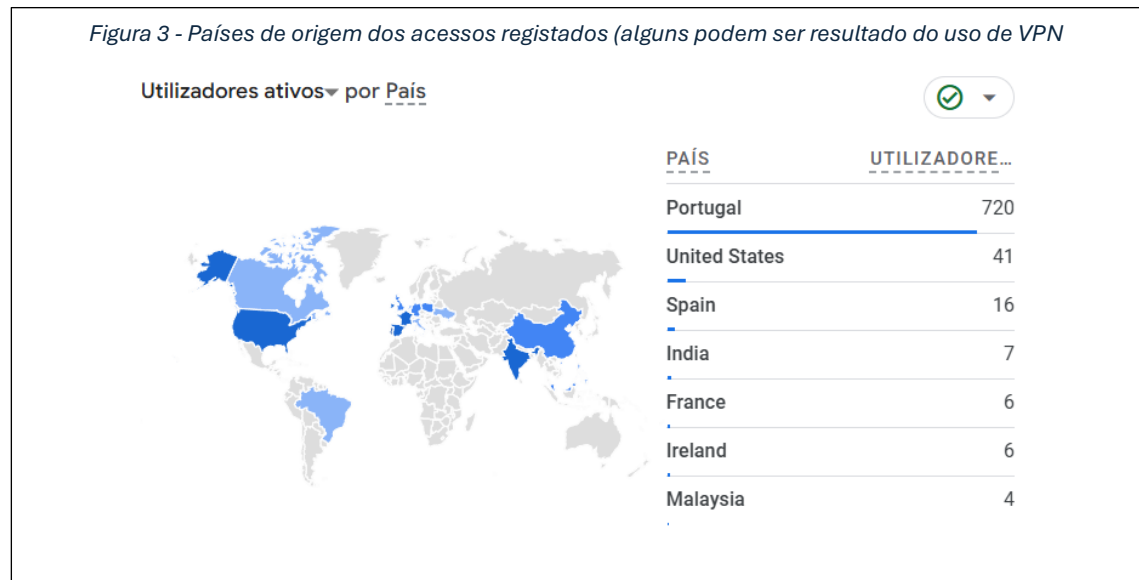 Figura 3 - Países de origem dos acessos registados (alguns podem ser resultado do uso de VPN
Utilizadores ativos por País
PAÍS UTILIZADORE...
Portugal 720
United States 41
Spain 16
India 7
France 6
Ireland 6
Malaysia 4